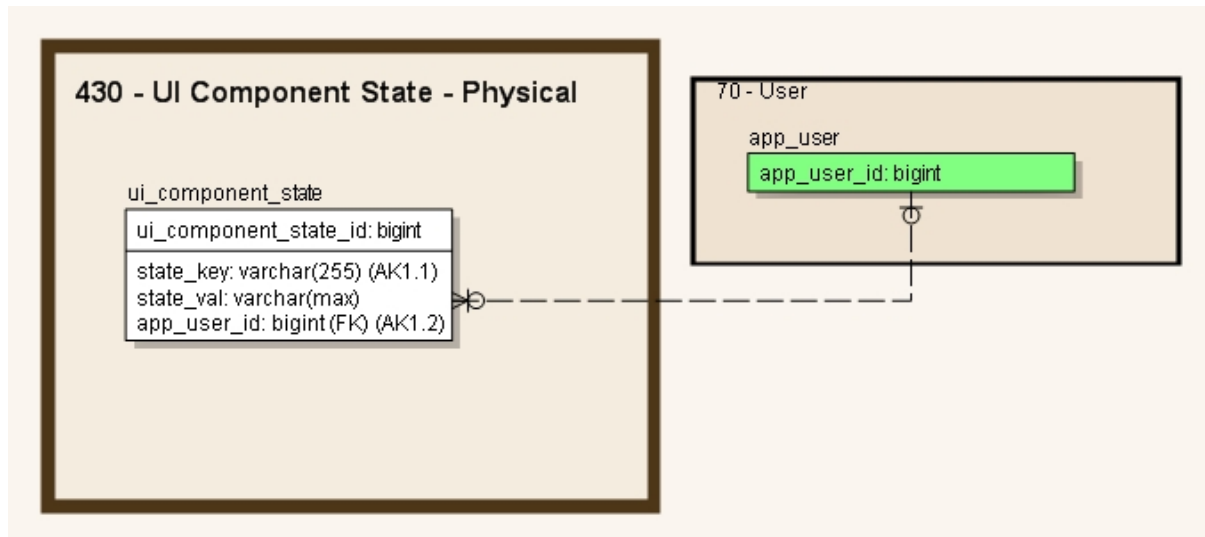 430 - UI Component State - Physical
ui_component_state
ui_component_state_id: bigint
state_key: varchar(255) (AK1.1)
state_val: varchar(max)
app_user_id: bigint (FK) (AK1.2)
70 - User
app_user
app_user_id: bigint